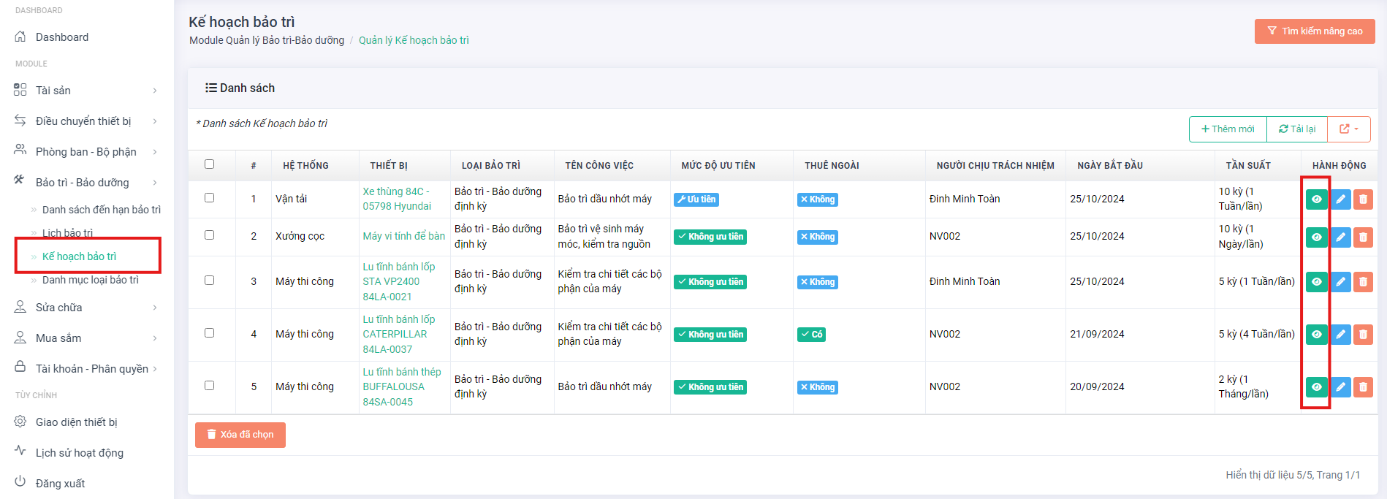 DASHBOARD
Dashboard
MODULE
Tài sản
Điều chuyển thiết bị
Phòng ban - Bộ phận
Bảo trì - Bảo dưỡng
» Danh sách đến hạn bảo trì
» Lịch bảo trì
» Kế hoạch bảo trì
» Danh mục loại bảo trì
Sửa chữa
Mua sắm
Tài khoản - Phân quyền
TÙY CHỈNH
Giao diện thiết bị
Lịch sử hoạt động
Đăng xuất
Kế hoạch bảo trì
Module Quản lý Bảo trì-Bảo dưỡng / Quản lý Kế hoạch bảo trì
Tìm kiếm nâng cao
Danh sách
* Danh sách Kế hoạch bảo trì
+ Thêm mới Tải lại
# HỆ THỐNG THIẾT BỊ LOẠI BẢO TRÌ TÊN CÔNG VIỆC MỨC ĐỘ ƯU TIÊN THUÊ NGOÀI NGƯỜI CHỊU TRÁCH NHIỆM NGÀY BẮT ĐẦU TẦN SUẤT HÀNH ĐỘNG
1 Vận tải
Xe thùng 84C -
05798 Hyundai
Bảo trì - Bảo dưỡng
định kỳ
Bảo trì dầu nhớt máy
Ưu tiên
Không
Đinh Minh Toàn
25/10/2024
10 kỳ (1
Tuần/lần)
2 Xưởng cọc
Máy vi tính để bàn
Bảo trì - Bảo dưỡng
định kỳ
Bảo trì vệ sinh máy
móc, kiểm tra nguồn
Không ưu tiên
Không
NV002
25/10/2024
10 kỳ (1
Ngày/lần)
3 Máy thi công
Lu tĩnh bánh lốp
STA VP2400
84LA-0021
Bảo trì - Bảo dưỡng
định kỳ
Kiểm tra chi tiết các bộ
phận của máy
Không ưu tiên
Không
Đinh Minh Toàn
25/10/2024
5 kỳ (1 Tuần/lần)
4 Máy thi công
Lu tĩnh bánh lốp
CATERPILLAR
84LA-0037
Bảo trì - Bảo dưỡng
định kỳ
Kiểm tra chi tiết các bộ
phận của máy
Không ưu tiên
Có
NV002
21/09/2024
5 kỳ (4 Tuần/lần)
5 Máy thi công
Lu tĩnh bánh thép
BUFFALOUSA
84SA-0045
Bảo trì - Bảo dưỡng
định kỳ
Bảo trì dầu nhớt máy
Không ưu tiên
Không
NV002
20/09/2024
2 kỳ (1
Tháng/lần)
Xóa đã chọn
Hiển thị dữ liệu 5/5, Trang 1/1